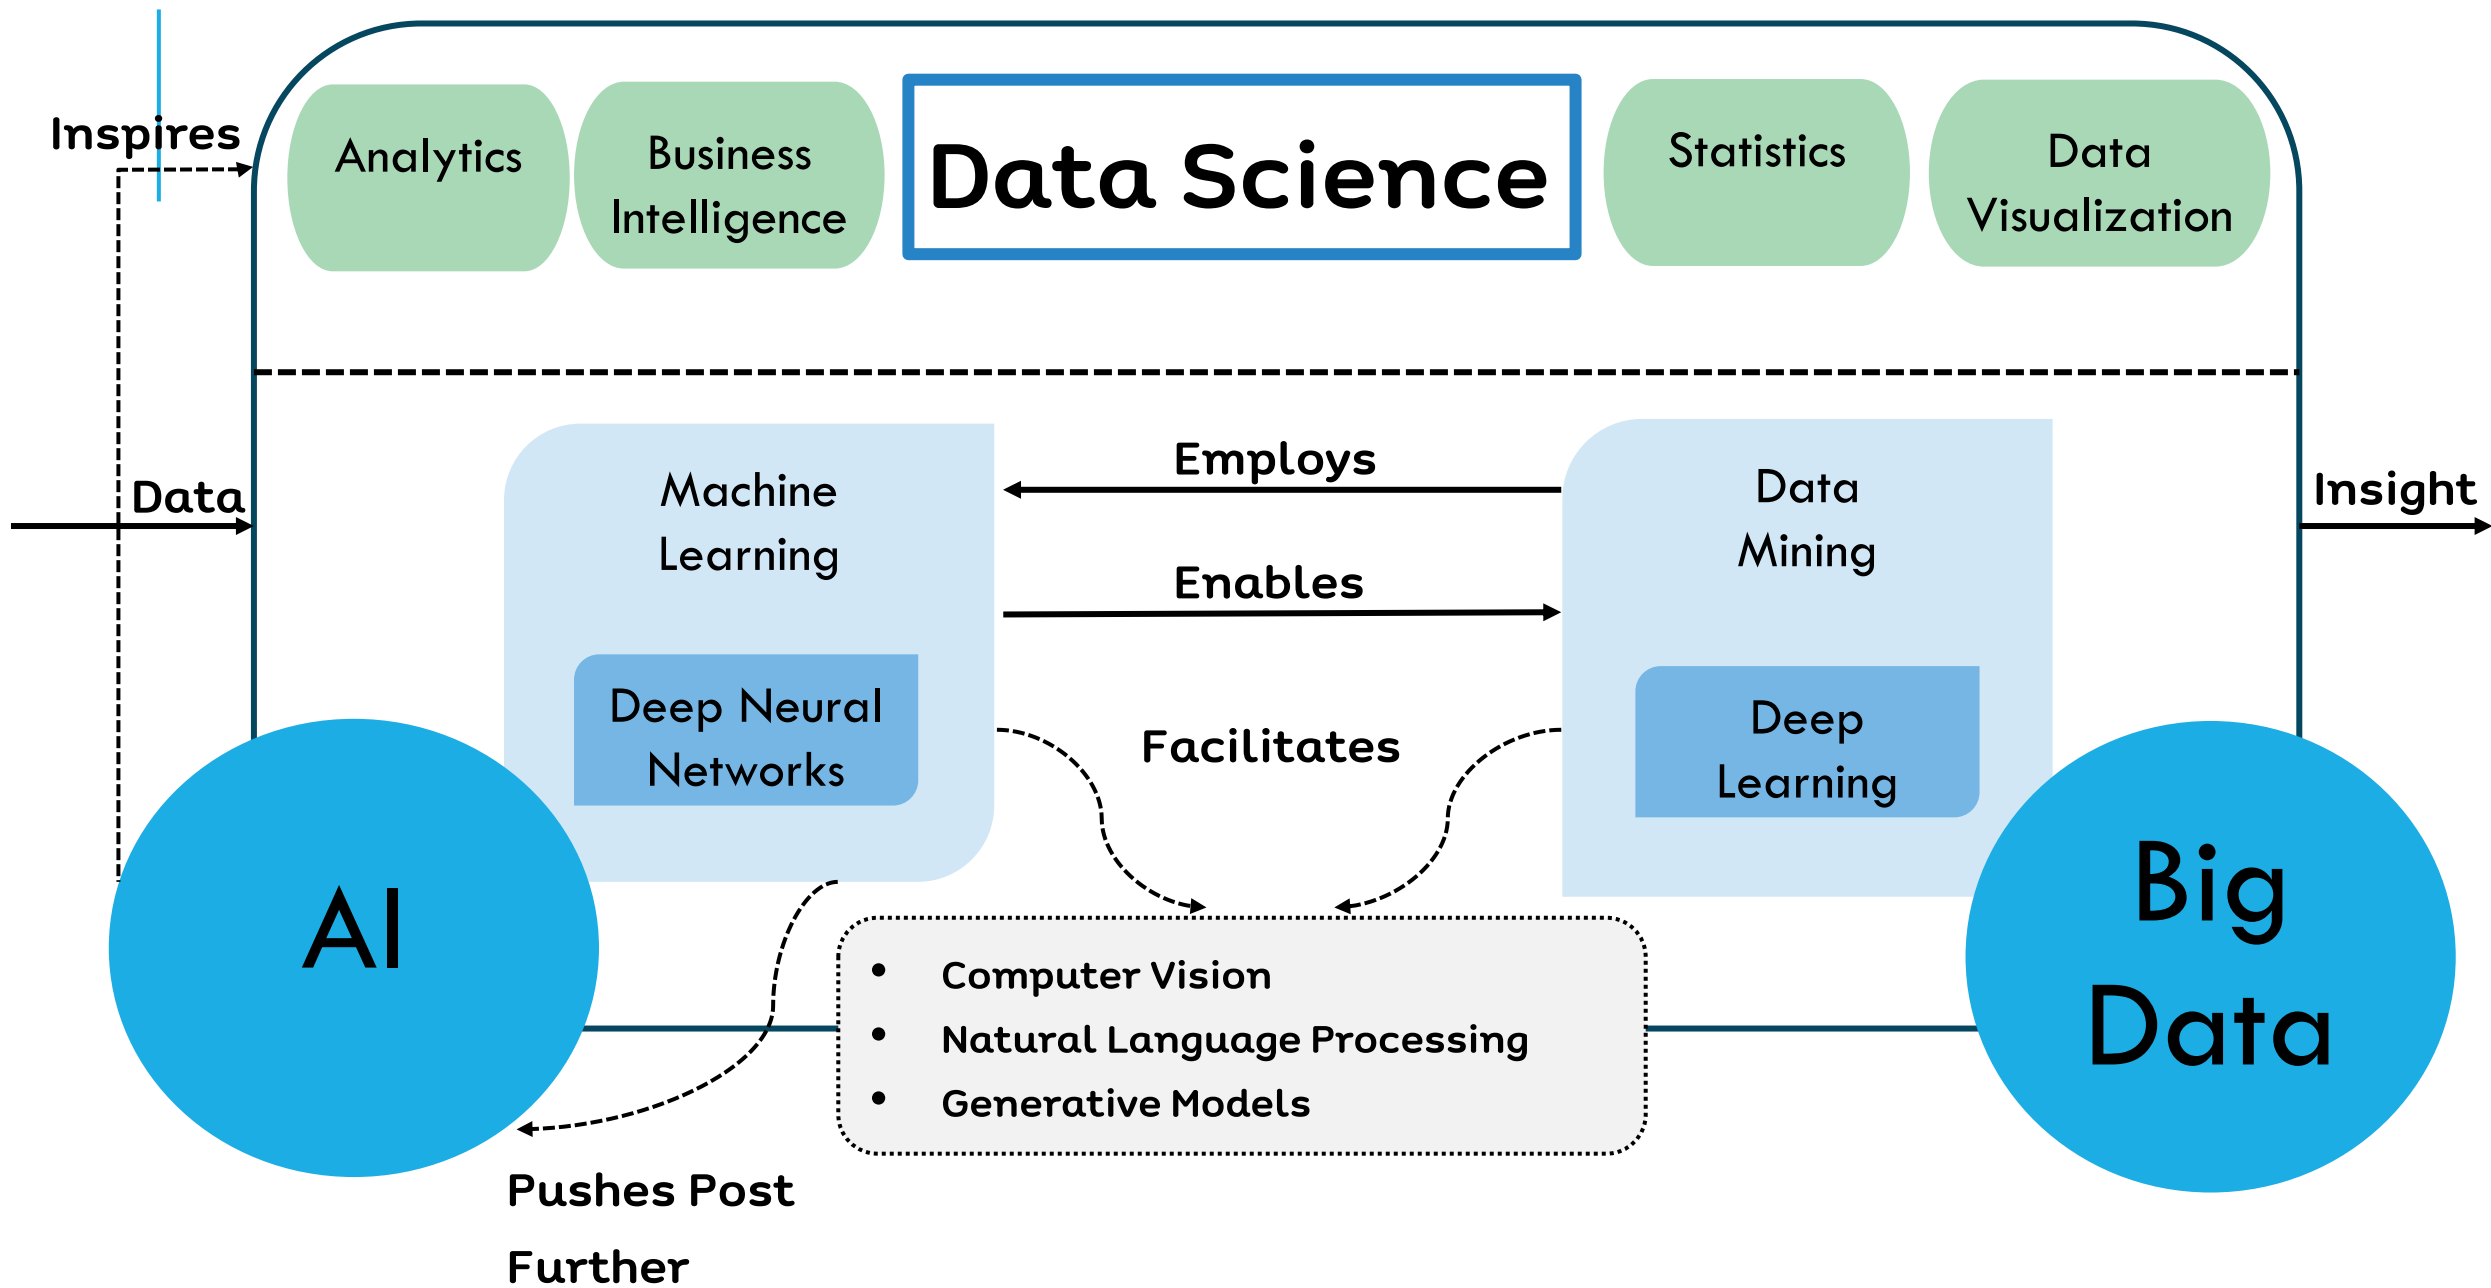 Inspires
Analytics
Business
Intelligence
Data Science
Statistics
Data
Visualization
Data
Machine
Learning
Employs
Enables
Data
Mining
Insight
Deep Neural
Networks
Facilitates
Deep
Learning
AI
Big
Data
• Computer Vision
• Natural Language Processing
• Generative Models
Pushes Post
Further